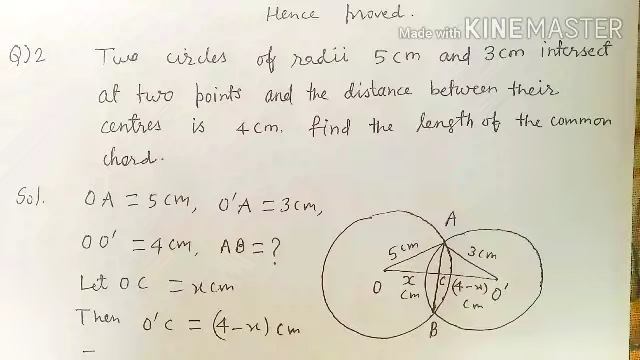 Hence proved.
Made with KINEMASTER
Q)2 Two circles of radii 5cm and 3cm intersect
at two points and the distance between their
centres is 4cm. find the length of the common
chord.
Sol. OA = 5cm, O'A = 3cm,
OO' = 4cm, AB = ?
Let OC = x cm
Then O'C = (4-x) cm
A
5cm 3cm
O x C (4-x) O'
cm cm
B